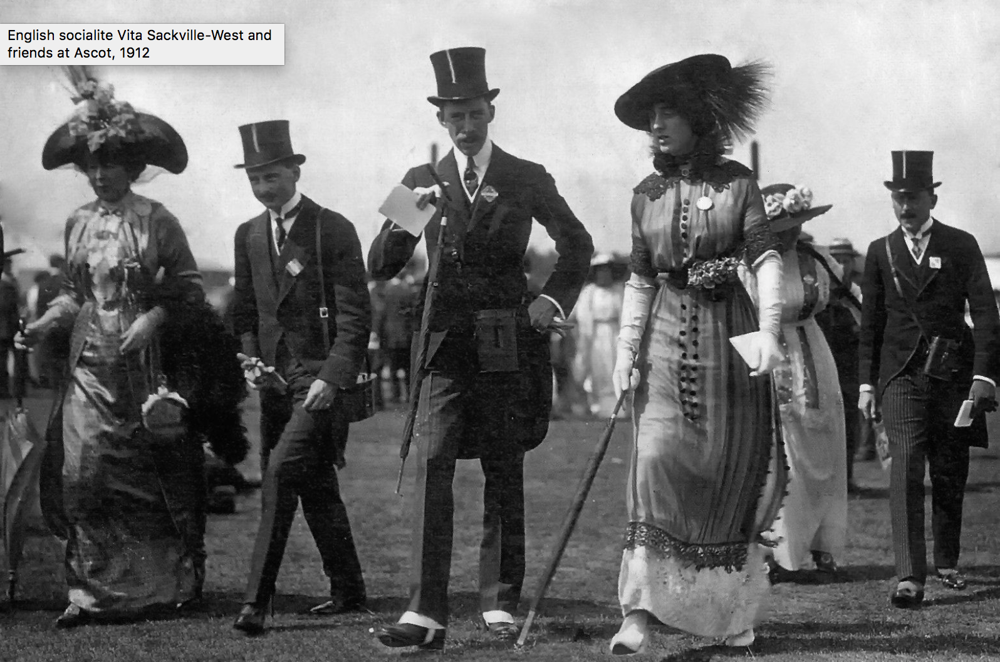 English socialite Vita Sackville-West and
friends at Ascot, 1912